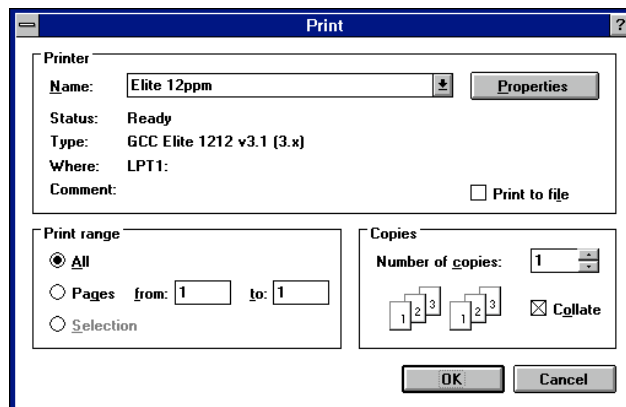 Print ?
Printer
Name: Elite 12ppm Properties
Status: Ready
Type: GCC Elite 1212 v3.1 (3.x)
Where: LPT1:
Comment: Print to file
Print range
All
Pages from: 1 to: 1
Selection
Copies
Number of copies: 1
1 2 3 1 2 3 Collate
OK Cancel